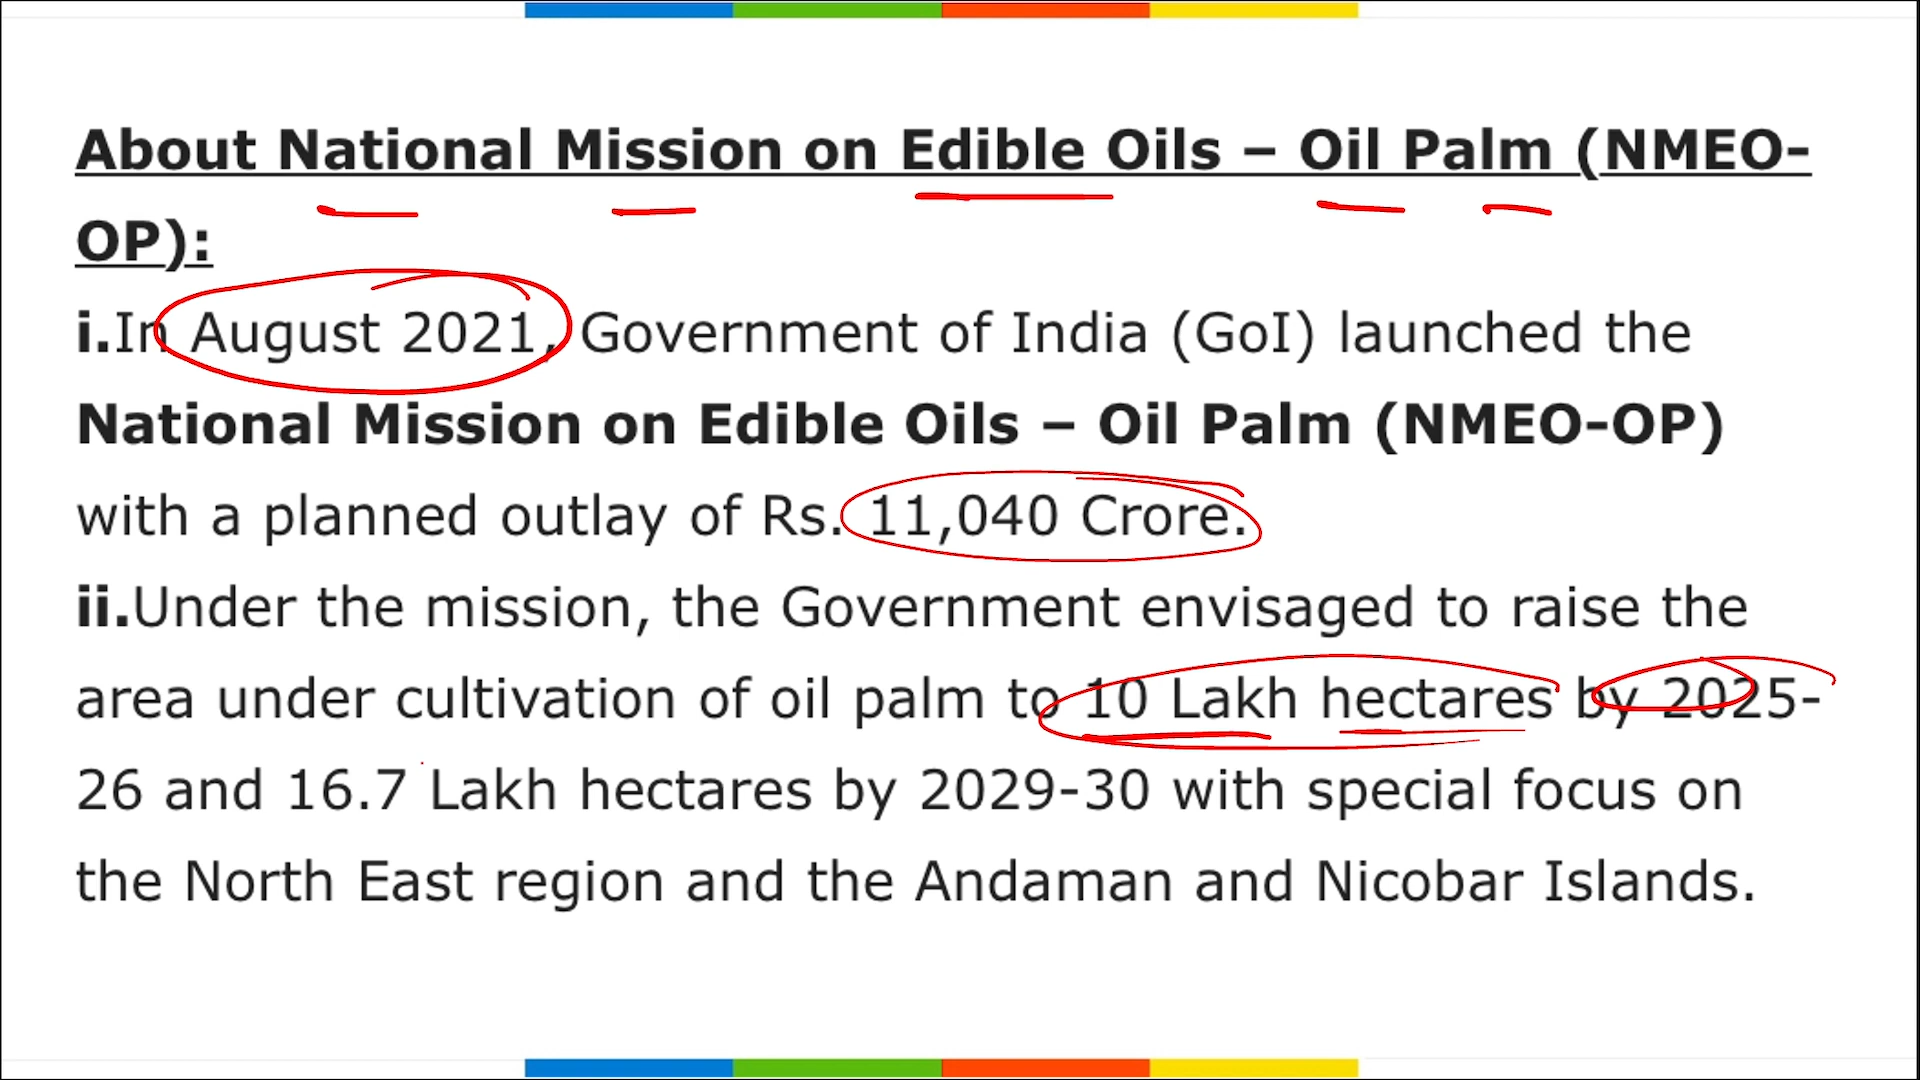 About National Mission on Edible Oils – Oil Palm (NMEO-
OP):
i.In August 2021, Government of India (GoI) launched the
National Mission on Edible Oils – Oil Palm (NMEO-OP)
with a planned outlay of Rs. 11,040 Crore.
ii.Under the mission, the Government envisaged to raise the
area under cultivation of oil palm to 10 Lakh hectares by 2025-
26 and 16.7 Lakh hectares by 2029-30 with special focus on
the North East region and the Andaman and Nicobar Islands.